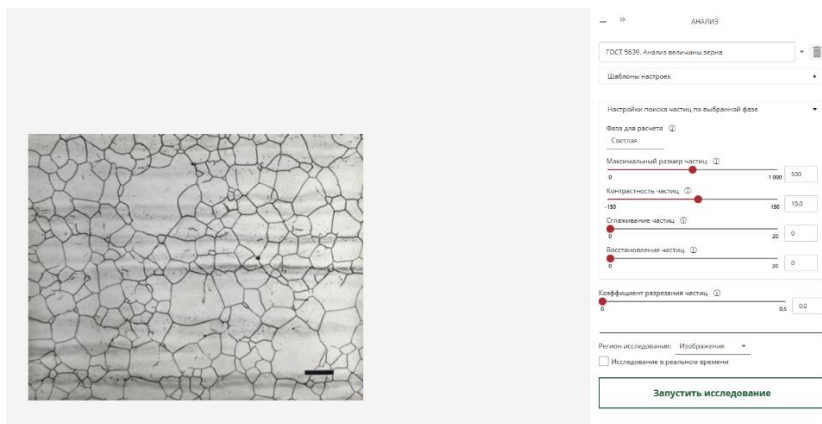 АНАЛИЗ
ГОСТ 5639. Анализ величины зерна
Шаблоны настроек
Настройки поиска частиц по выбранной фазе
Фаза для расчета
Светлая
Максимальный размер частиц
0 1 000 500
Контрастность частиц
-150 150 10,0
Сглаживание частиц
0 20 0
Восстановление частиц
0 20 0
Коэффициент разрезания частиц
0 0,5 0.0
Регион исследования: Изображения
Исследование в реальном времени
Запустить исследование